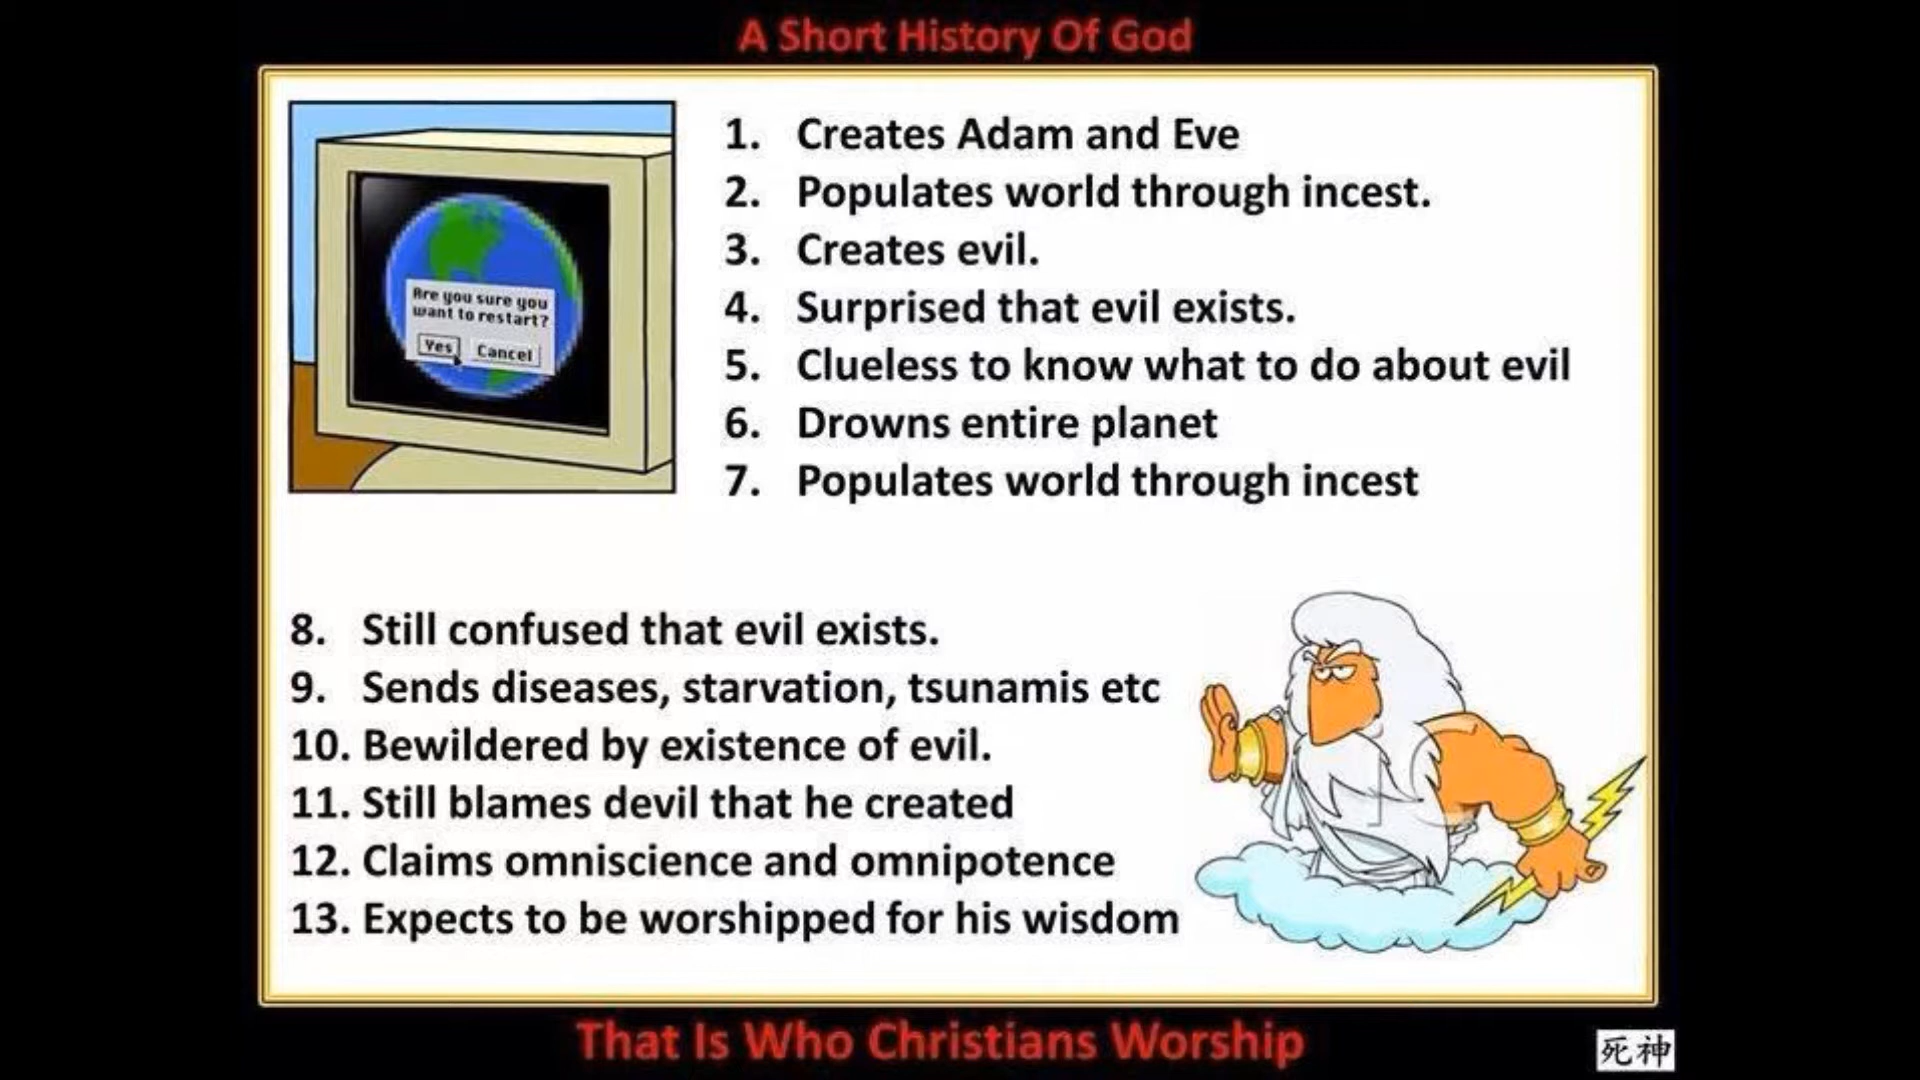 A Short History Of God
Are you sure you
want to restart?
Yes Cancel
1. Creates Adam and Eve
2. Populates world through incest.
3. Creates evil.
4. Surprised that evil exists.
5. Clueless to know what to do about evil
6. Drowns entire planet
7. Populates world through incest
8. Still confused that evil exists.
9. Sends diseases, starvation, tsunamis etc
10. Bewildered by existence of evil.
11. Still blames devil that he created
12. Claims omniscience and omnipotence
13. Expects to be worshipped for his wisdom
That Is Who Christians Worship
死神